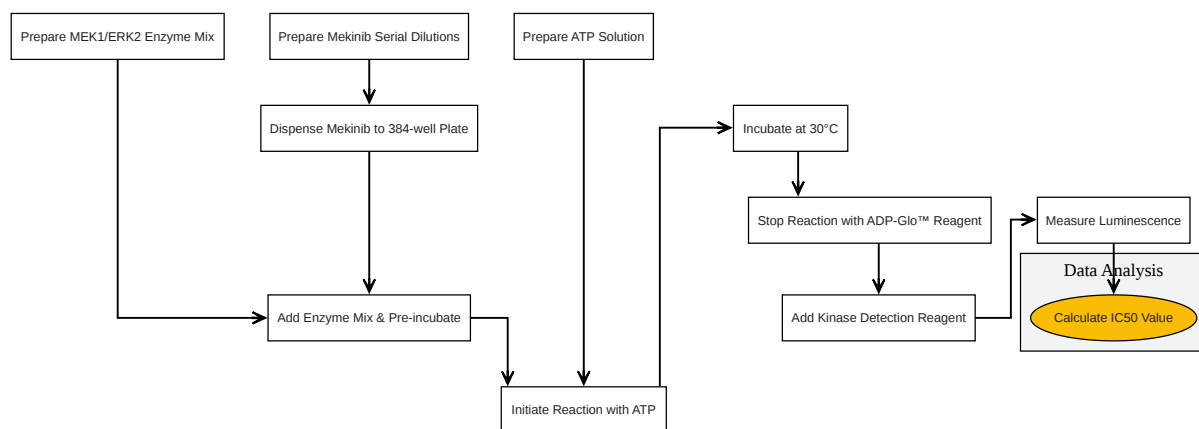 Prepare MEK1/ERK2 Enzyme Mix
Prepare Mekinib Serial Dilutions
Prepare ATP Solution
Dispense Mekinib to 384-well Plate
Incubate at 30°C
Stop Reaction with ADP-Glo™ Reagent
Measure Luminescence
Data Analysis
Add Enzyme Mix & Pre-incubate
Add Kinase Detection Reagent
Calculate IC50 Value
Initiate Reaction with ATP